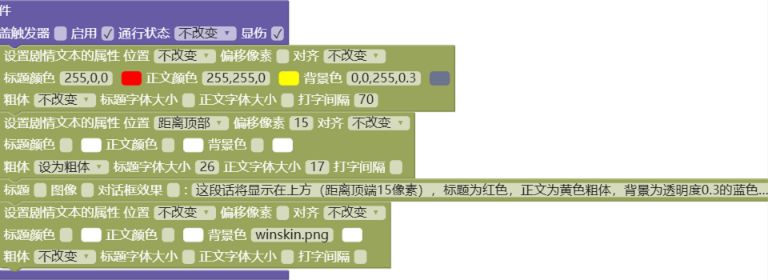 件
盖触发器 启用 通行状态 不改变 显伤
设置剧情文本的属性 位置 不改变 偏移像素 对齐 不改变
标题颜色 255,0,0 正文颜色 255,255,0 背景色 0,0,255,0.3
粗体 不改变 标题字体大小 正文字体大小 打字间隔 70
设置剧情文本的属性 位置 距离顶部 偏移像素 15 对齐 不改变
标题颜色 正文颜色 背景色
粗体 设为粗体 标题字体大小 26 正文字体大小 17 打字间隔
标题 图像 对话框效果 : 这段话将显示在上方（距离顶端15像素），标题为红色，正文为黄色粗体，背景为透明度0.3的蓝色...
设置剧情文本的属性 位置 不改变 偏移像素 对齐 不改变
标题颜色 正文颜色 背景色 winskin.png
粗体 不改变 标题字体大小 正文字体大小 打字间隔